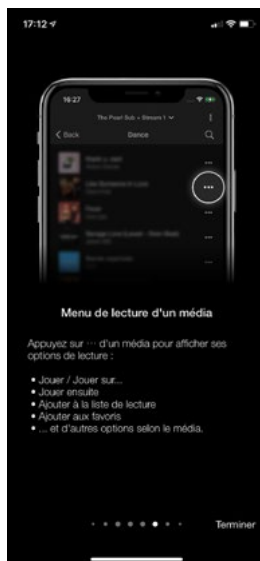 17:12
16:27
The Pearl Sub + Stream 1
Back
Dance
Menu de lecture d'un média
Appuyez sur ··· d'un média pour afficher ses
options de lecture :
• Jouer / Jouer sur...
• Jouer ensuite
• Ajouter à la liste de lecture
• Ajouter aux favoris
• ... et d'autres options selon le média.
Terminer